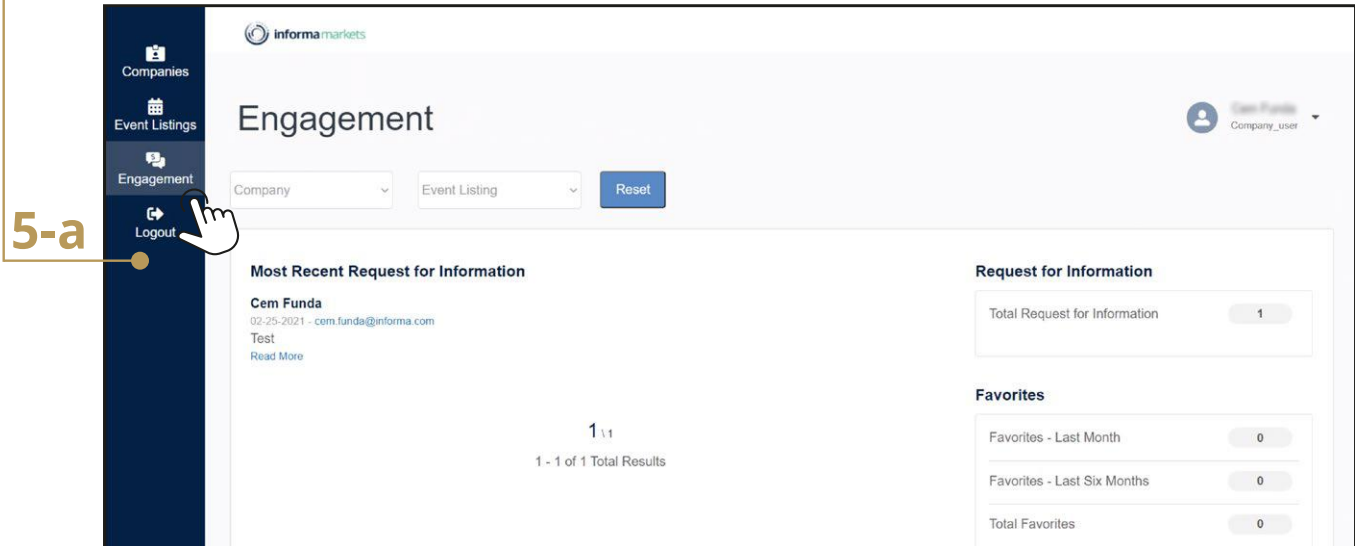 informa markets
Companies
Event Listings
Engagement
Logout
5-a
Engagement
Company_user
Company
Event Listing
Reset
Most Recent Request for Information
Cem Funda
02-25-2021 - cem.funda@informa.com
Test
Read More
1 \ 1
1 - 1 of 1 Total Results
Request for Information
Total Request for Information 1
Favorites
Favorites - Last Month 0
Favorites - Last Six Months 0
Total Favorites 0